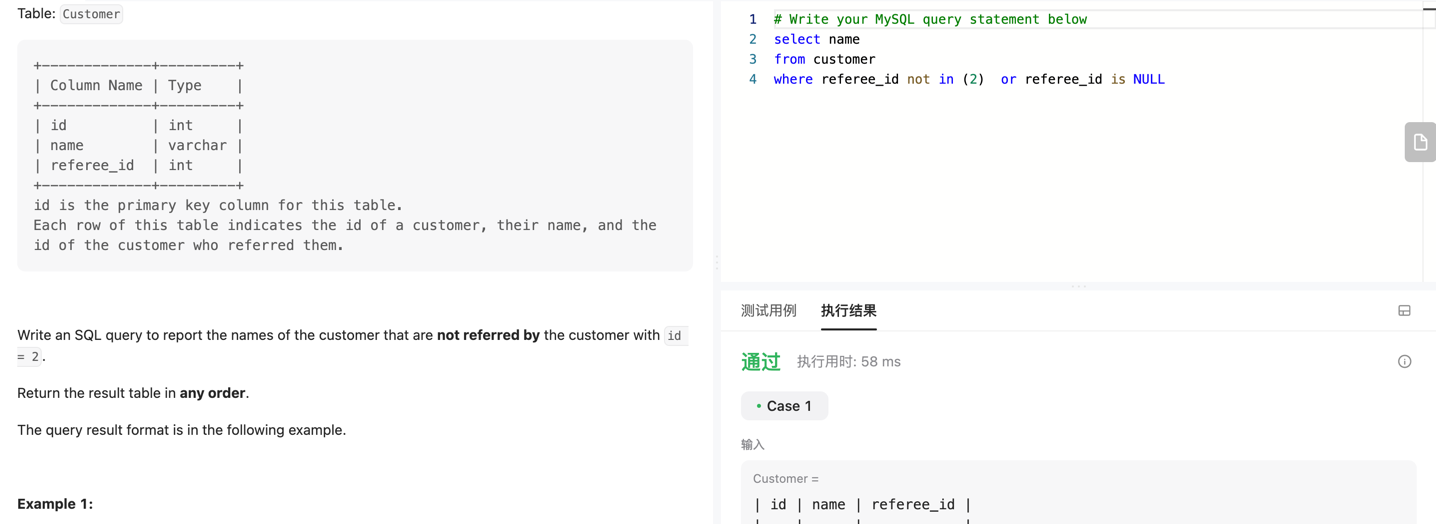 Table: Customer
+-------------+---------+
| Column Name | Type    |
+-------------+---------+
| id          | int     |
| name        | varchar |
| referee_id  | int     |
+-------------+---------+
id is the primary key column for this table.
Each row of this table indicates the id of a customer, their name, and the
id of the customer who referred them.
Write an SQL query to report the names of the customer that are not referred by the customer with id
= 2.
Return the result table in any order.
The query result format is in the following example.
Example 1:
1 # Write your MySQL query statement below
2 select name
3 from customer
4 where referee_id not in (2)  or referee_id is NULL
测试用例 执行结果
通过 执行用时: 58 ms
• Case 1
输入
Customer =
| id | name | referee_id |